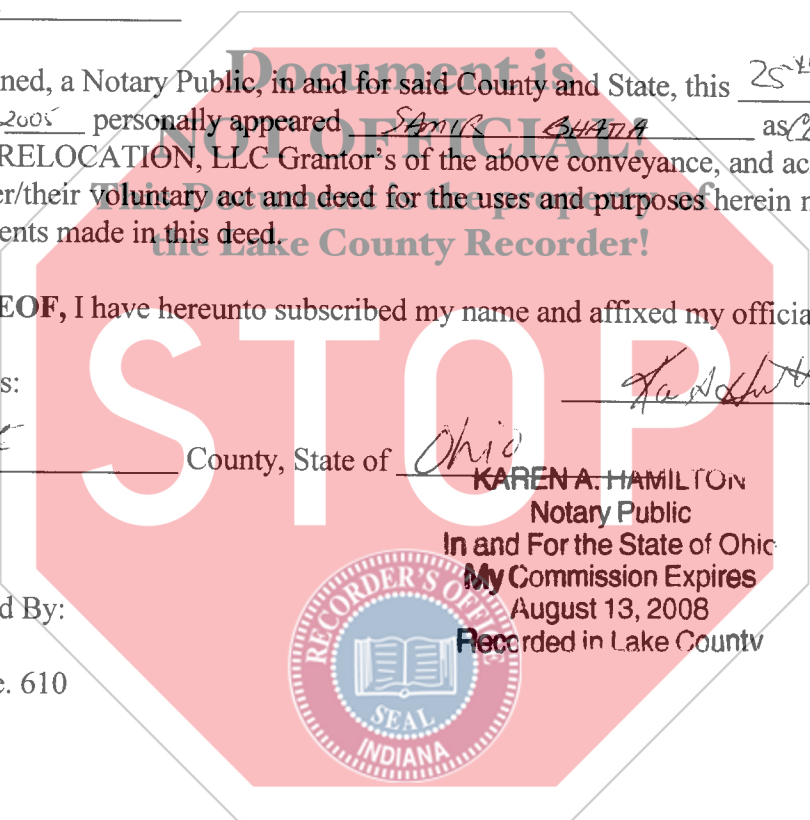 Document is
ned, a Notary Public, in and for said County and State, this 25th
NOT OFFICIAL!
2005 personally appeared SAMIR BHATIA as
RELOCATION, LLC Grantor's of the above conveyance, and ac
This Document is the property of
er/their voluntary act and deed for the uses and purposes herein m
the Lake County Recorder!
ents made in this deed.
EOF, I have hereunto subscribed my name and affixed my officia
STOP
s:
County, State of Ohio
KAREN A. HAMILTON
Notary Public
In and For the State of Ohio
My Commission Expires
August 13, 2008
Recorded in Lake County
d By:
e. 610
RECORDER'S OFFICE
SEAL
INDIANA